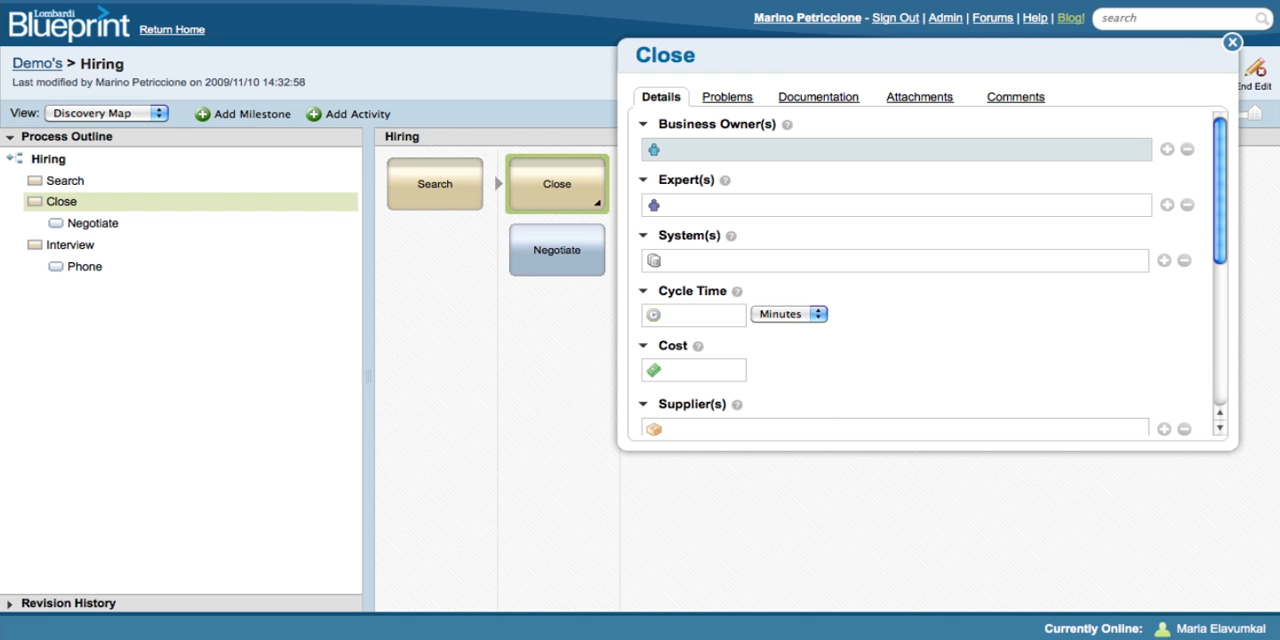 Lombardi
Blueprint
Return Home
Marino Petriccione - Sign Out | Admin | Forums | Help | Blog!
search
Demo's > Hiring
Last modified by Marino Petriccione on 2009/11/10 14:32:58
End Edit
View: Discovery Map
Add Milestone
Add Activity
Process Outline
Hiring
Search
Close
Negotiate
Interview
Phone
Revision History
Hiring
Search
Close
Negotiate
Close
Details
Problems
Documentation
Attachments
Comments
Business Owner(s) ?
Expert(s) ?
System(s) ?
Cycle Time ?
Minutes
Cost ?
Supplier(s) ?
Currently Online: Maria Elavumkal